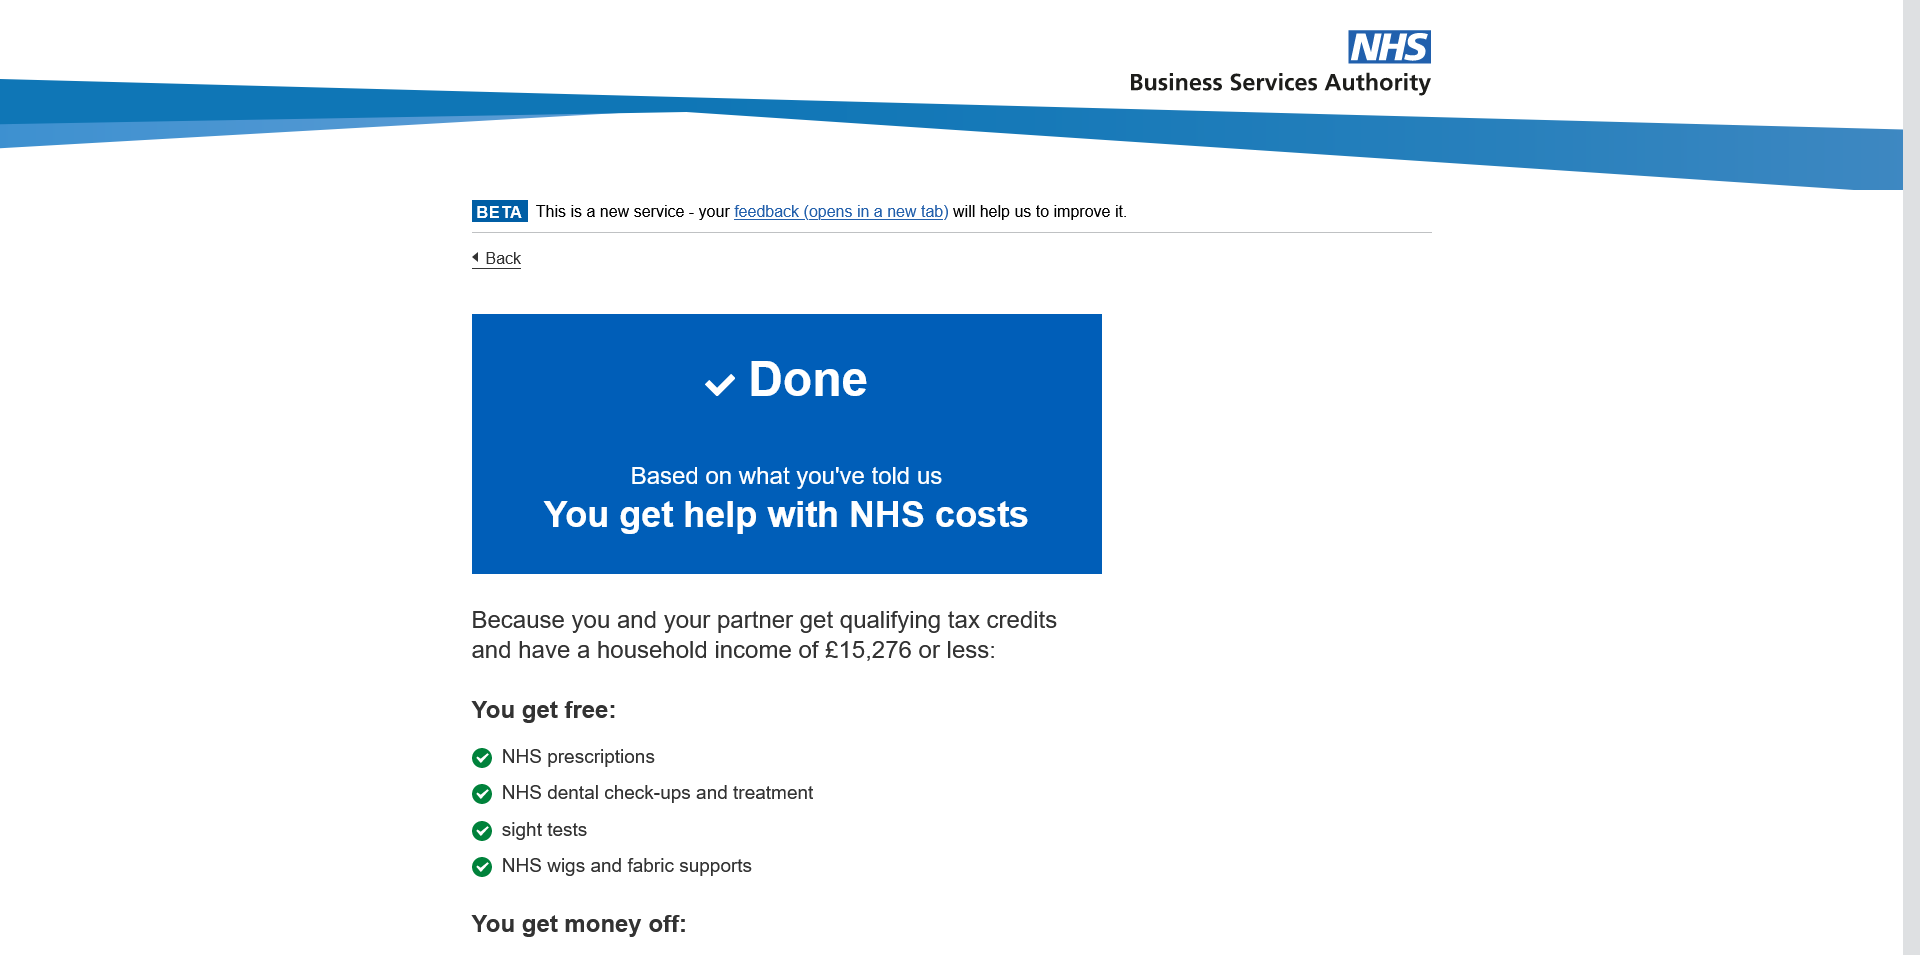 NHS
Business Services Authority
BETA This is a new service - your feedback (opens in a new tab) will help us to improve it.
Back
Done
Based on what you've told us
You get help with NHS costs
Because you and your partner get qualifying tax credits
and have a household income of £15,276 or less:
You get free:
NHS prescriptions
NHS dental check-ups and treatment
sight tests
NHS wigs and fabric supports
You get money off: